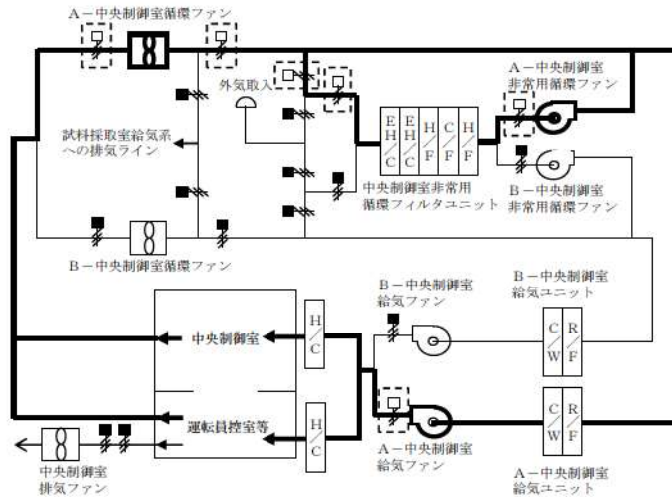 A－中央制御室循環ファン
外気取入
A－中央制御室
非常用循環ファン
試料採取室給気系
への排気ライン
E
H
／
C
E
H
／
C
H
／
F
C
／
F
H
／
F
中央制御室非常用
循環フィルタユニット
B－中央制御室
非常用循環ファン
B－中央制御室循環ファン
B－中央制御室
給気ファン
B－中央制御室
給気ユニット
中央制御室
H
／
C
C
／
W
R
／
F
運転員控室等
H
／
C
C
／
W
R
／
F
中央制御室
排気ファン
A－中央制御室
給気ファン
A－中央制御室
給気ユニット